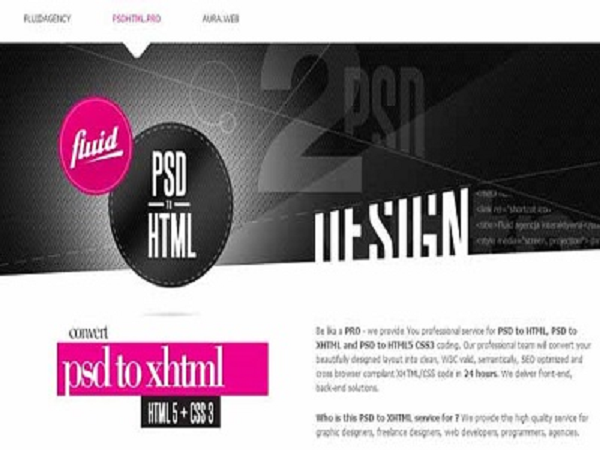 FLUIDAGENCY PSDHTML.PRO AURA.WEB
2 PSD
fluid
PSD
TO
HTML
DESIGN
<link re="shortcut ico
<title>Fluid agencja interaktywna
<style media="screen, projection">
convert
psd to xhtml
HTML 5 + CSS 3
Be lika a PRO - we provide You professional service for PSD to HTML, PSD to
XHTML and PSD to HTML5 CSS3 coding. Our professional team will convert your
beautifully designed layout into clean, W3C valid, semantically, SEO optimized and
cross browser compliant XHTML/CSS code in 24 hours. We deliver front-end,
back-end solutions.
Who is this PSD to XHTML service for ? We provide the high quality service for
graphic designers, freelance designers, web developers, programmers, agencies.